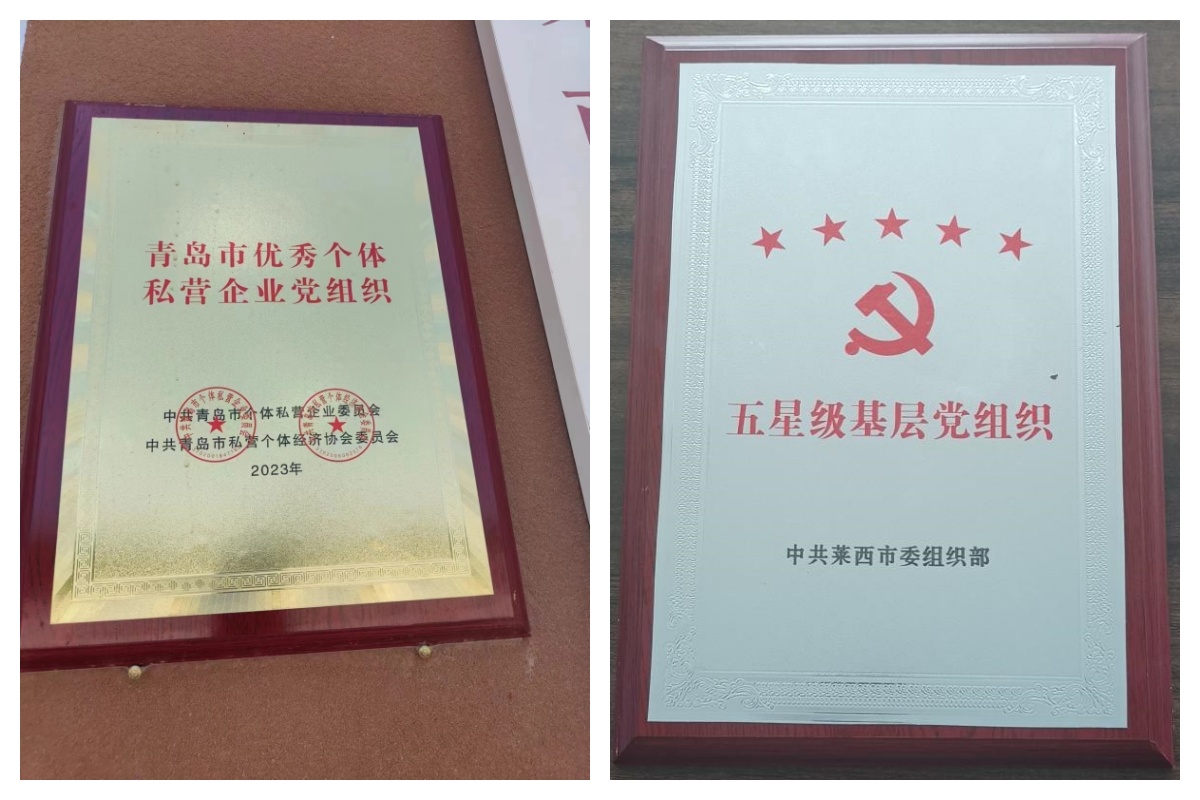 青岛市优秀个体
私营企业党组织
中共青岛市个体私营企业委员会
中共青岛市私营个体经济协会委员会
2023年
五星级基层党组织
中共莱西市委组织部